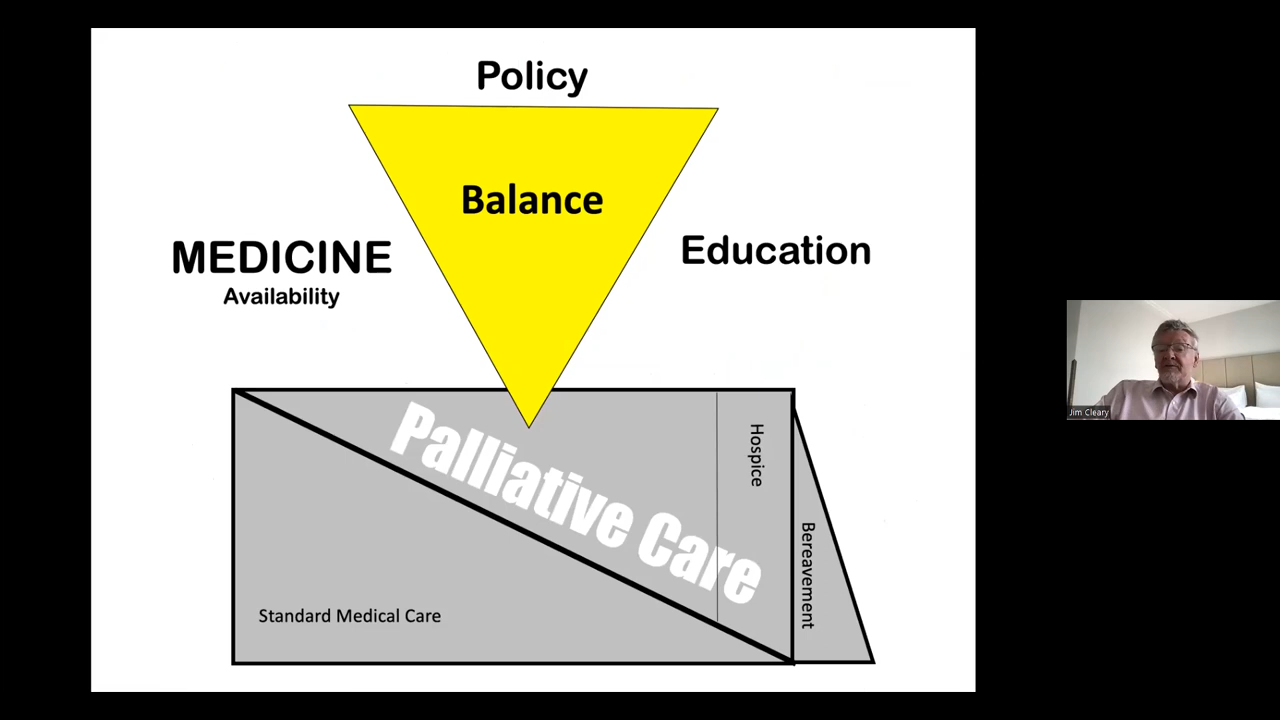 Policy
Balance
MEDICINE
Availability
Education
Palliative Care
Hospice
Bereavement
Standard Medical Care
Jim Cleary